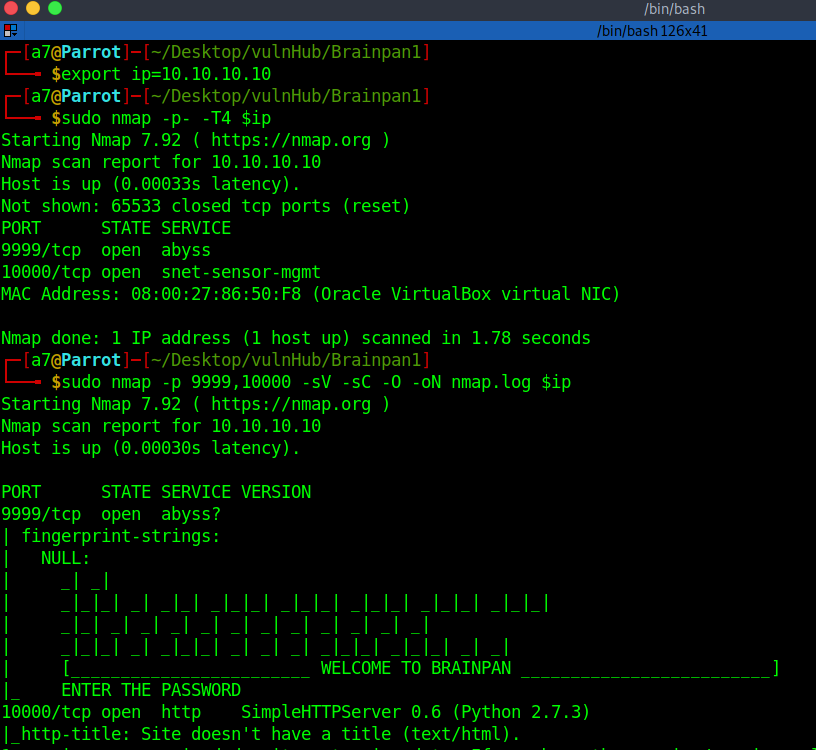 /bin/bash
/bin/bash 126x41
┌─[a7@Parrot]─[~/Desktop/vulnHub/Brainpan1]
└──╼ $export ip=10.10.10.10
┌─[a7@Parrot]─[~/Desktop/vulnHub/Brainpan1]
└──╼ $sudo nmap -p- -T4 $ip
Starting Nmap 7.92 ( https://nmap.org )
Nmap scan report for 10.10.10.10
Host is up (0.00033s latency).
Not shown: 65533 closed tcp ports (reset)
PORT      STATE SERVICE
9999/tcp  open  abyss
10000/tcp open  snet-sensor-mgmt
MAC Address: 08:00:27:86:50:F8 (Oracle VirtualBox virtual NIC)
Nmap done: 1 IP address (1 host up) scanned in 1.78 seconds
┌─[a7@Parrot]─[~/Desktop/vulnHub/Brainpan1]
└──╼ $sudo nmap -p 9999,10000 -sV -sC -O -oN nmap.log $ip
Starting Nmap 7.92 ( https://nmap.org )
Nmap scan report for 10.10.10.10
Host is up (0.00030s latency).
PORT      STATE SERVICE VERSION
9999/tcp  open  abyss?
| fingerprint-strings:
|   NULL:
|     _| _|
|     _|_|_| _| _|_| _|_|_| _|_|_| _|_|_| _|_|_| _|_|_|
|     _|_| _| _| _| _| _| _| _| _| _| _| _|
|     _|_|_| _| _|_|_| _| _| _| _|_|_| _|_|_| _| _|
|     [________________________ WELCOME TO BRAINPAN _________________________]
|_    ENTER THE PASSWORD
10000/tcp open  http    SimpleHTTPServer 0.6 (Python 2.7.3)
|_http-title: Site doesn't have a title (text/html).